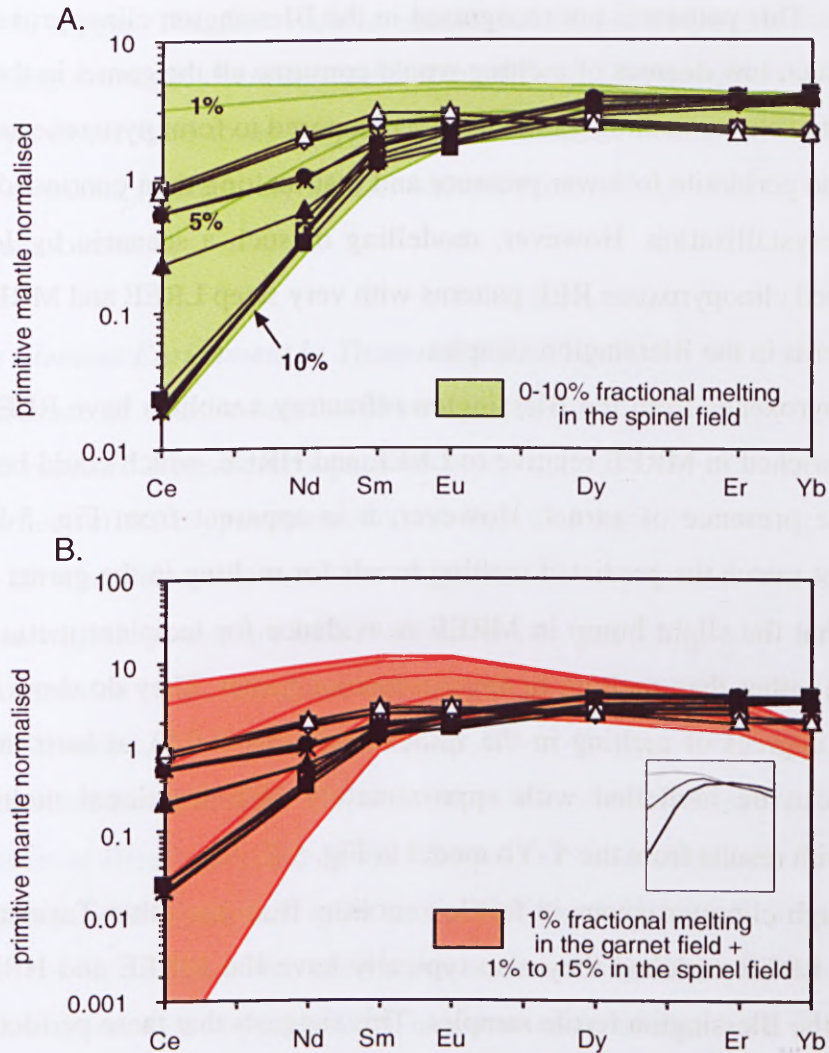 A.
10
1
0.1
0.01
primitive mantle normalised
1%
5%
10%
0-10% fractional melting
in the spinel field
Ce Nd Sm Eu Dy Er Yb
B.
100
10
1
0.1
0.01
0.001
primitive mantle normalised
1% fractional melting
in the garnet field +
1% to 15% in the spinel field
Ce Nd Sm Eu Dy Er Yb